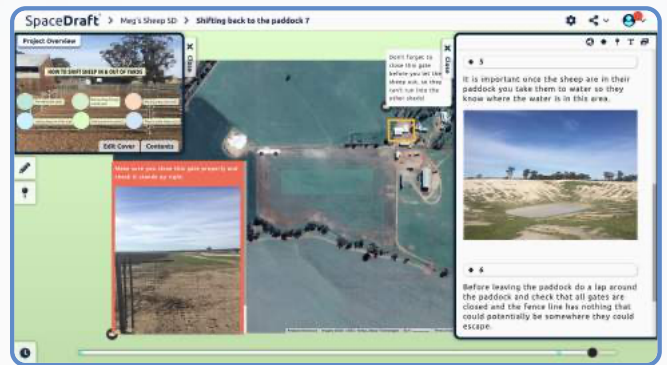 SpaceDraft > Meg's Sheep SD > Shifting back to the paddock 7
Project Overview
HOW TO SHIFT SHEEP IN & OUT OF YARDS
Edit Cover
Contents
Close
Don't forget to
close this gate
before you let the
sheep out, so they
can't run into the
other sheep!
Close
Make sure you close this gate properly and
check it stands up right
5
It is important once the sheep are in their
paddock you take them to water so they
know where the water is in this area.
6
Before leaving the paddock do a lap around
the paddock and check that all gates are
closed and the fence line has nothing that
could potentially be somewhere they could
escape.